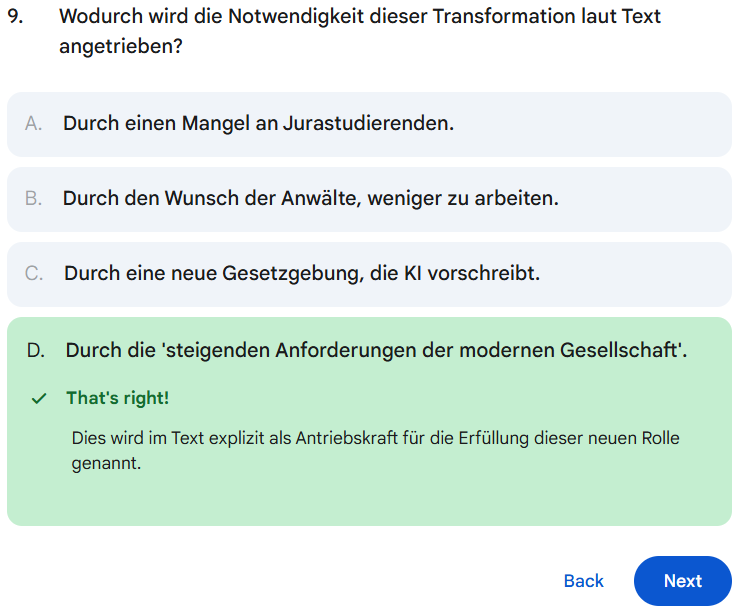 9. Wodurch wird die Notwendigkeit dieser Transformation laut Text
angetrieben?
A. Durch einen Mangel an Jurastudierenden.
B. Durch den Wunsch der Anwälte, weniger zu arbeiten.
C. Durch eine neue Gesetzgebung, die KI vorschreibt.
D. Durch die 'steigenden Anforderungen der modernen Gesellschaft'.
That's right!
Dies wird im Text explizit als Antriebskraft für die Erfüllung dieser neuen Rolle
genannt.
Back Next